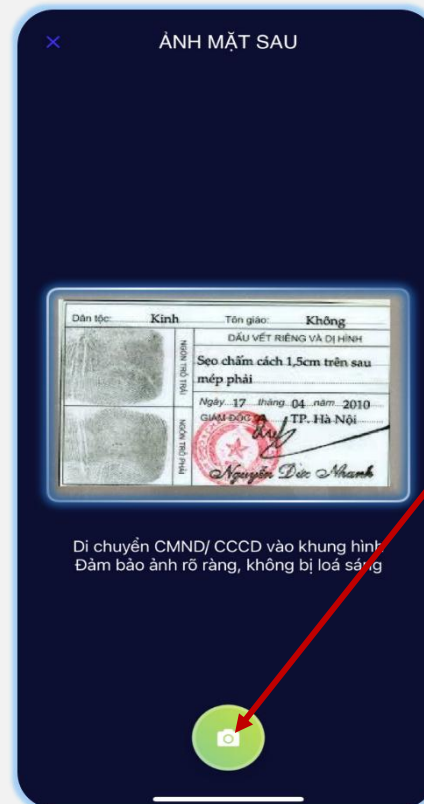 ẢNH MẶT SAU
Dân tộc: Kinh Tôn giáo: Không
NGÓN TRỎ TRÁI
DẤU VẾT RIÊNG VÀ DỊ HÌNH
Sẹo chấm cách 1,5cm trên sau
mép phải
Ngày 17 tháng 04 năm 2010
GIÁM ĐỐC CA TP. Hà Nội
NGÓN TRỎ PHẢI
Nguyễn Đức Nhanh
Di chuyển CMND/ CCCD vào khung hình
Đảm bảo ảnh rõ ràng, không bị loá sáng